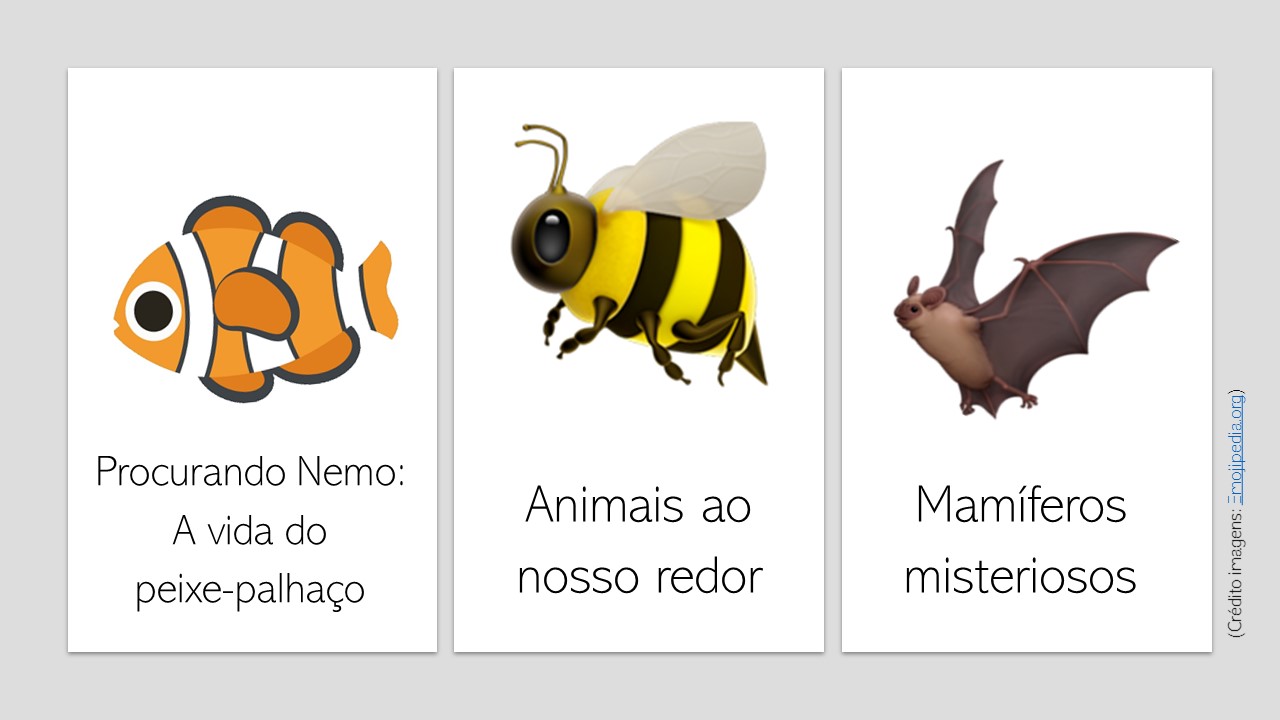 Procurando Nemo:
A vida do
peixe-palhaço
Animais ao
nosso redor
Mamíferos
misteriosos
(Crédito imagens: Emojipedia.org)